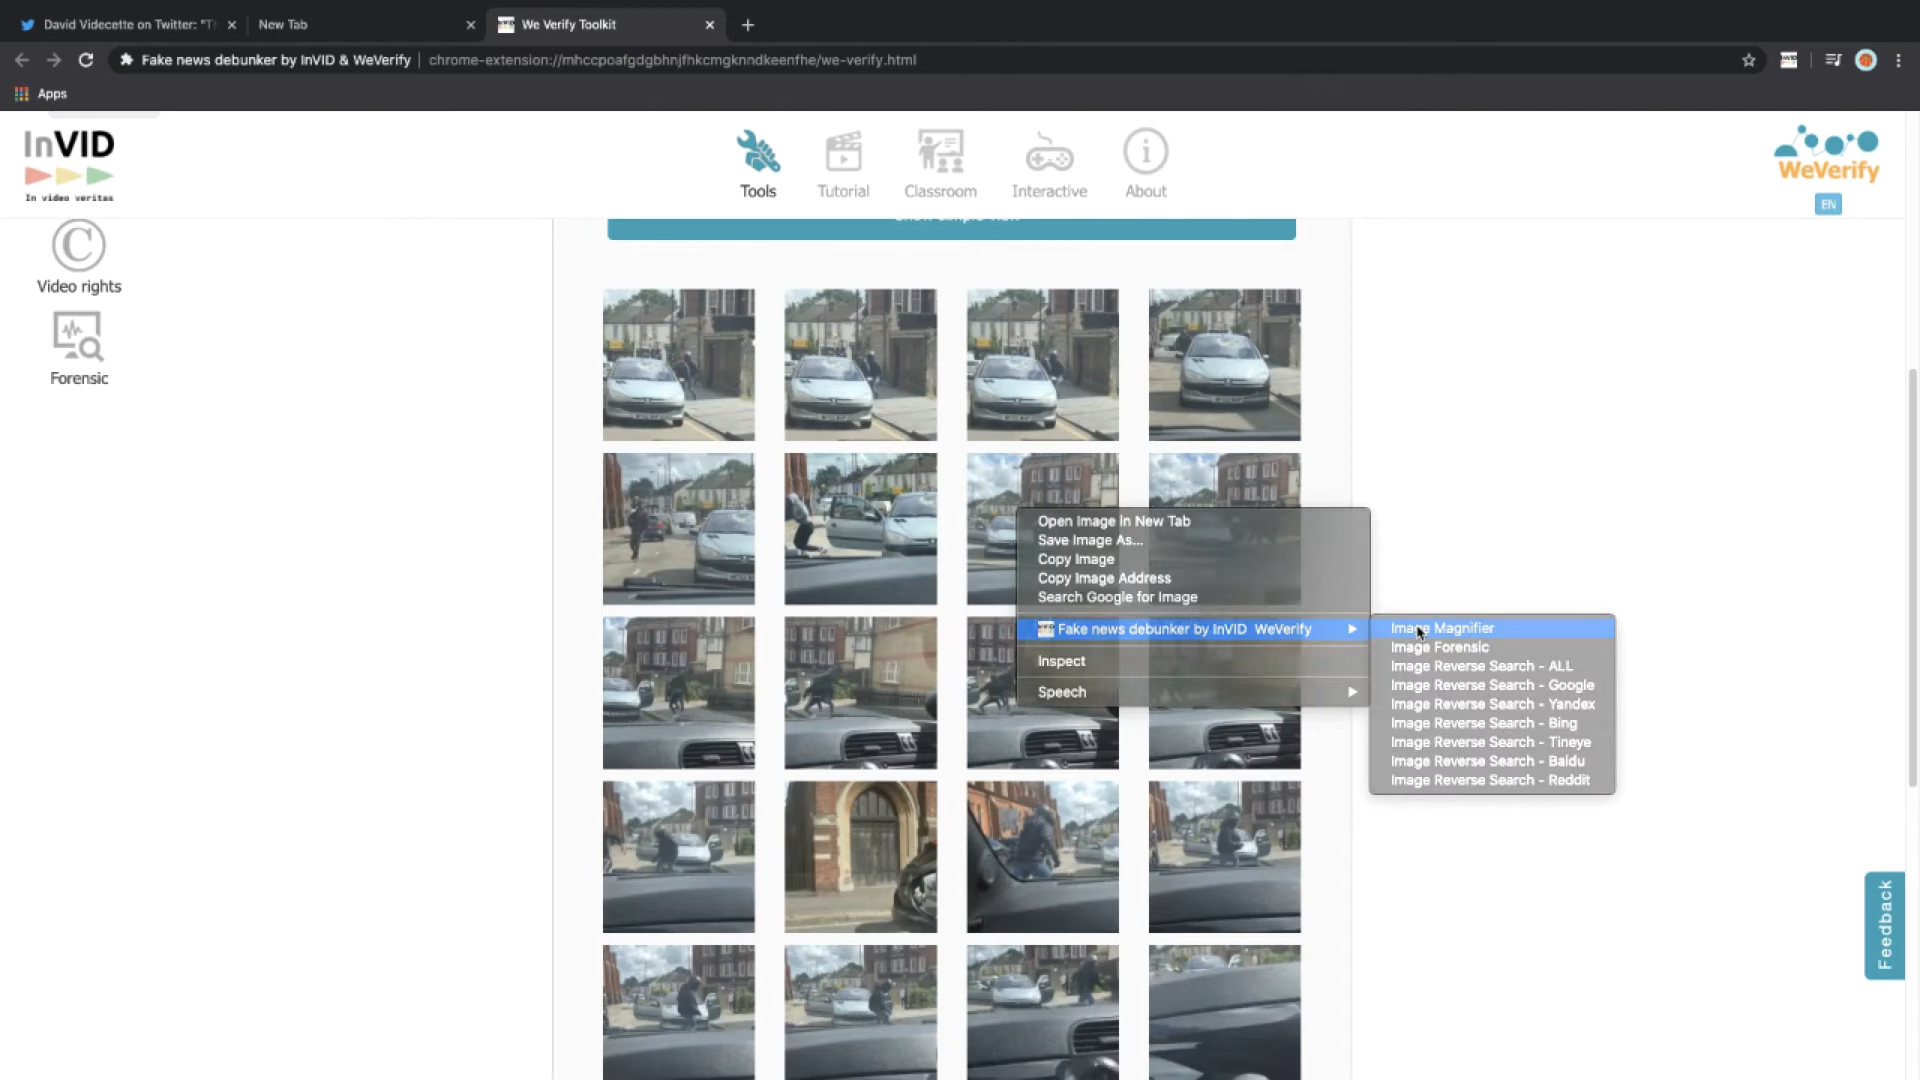 David Videcette on Twitter: "Th
New Tab
We Verify Toolkit
Fake news debunker by InVID & WeVerify
chrome-extension://mhccpoafgdgbhnjfhkcmgknndkeenfhe/we-verify.html
Apps
InVID
In video veritas
Tools
Tutorial
Classroom
Interactive
About
WeVerify
EN
Video rights
Forensic
Open Image in New Tab
Save Image As...
Copy Image
Copy Image Address
Search Google for Image
Fake news debunker by InVID WeVerify
Inspect
Speech
Image Magnifier
Image Forensic
Image Reverse Search - ALL
Image Reverse Search - Google
Image Reverse Search - Yandex
Image Reverse Search - Bing
Image Reverse Search - Tineye
Image Reverse Search - Baidu
Image Reverse Search - Reddit
Feedback